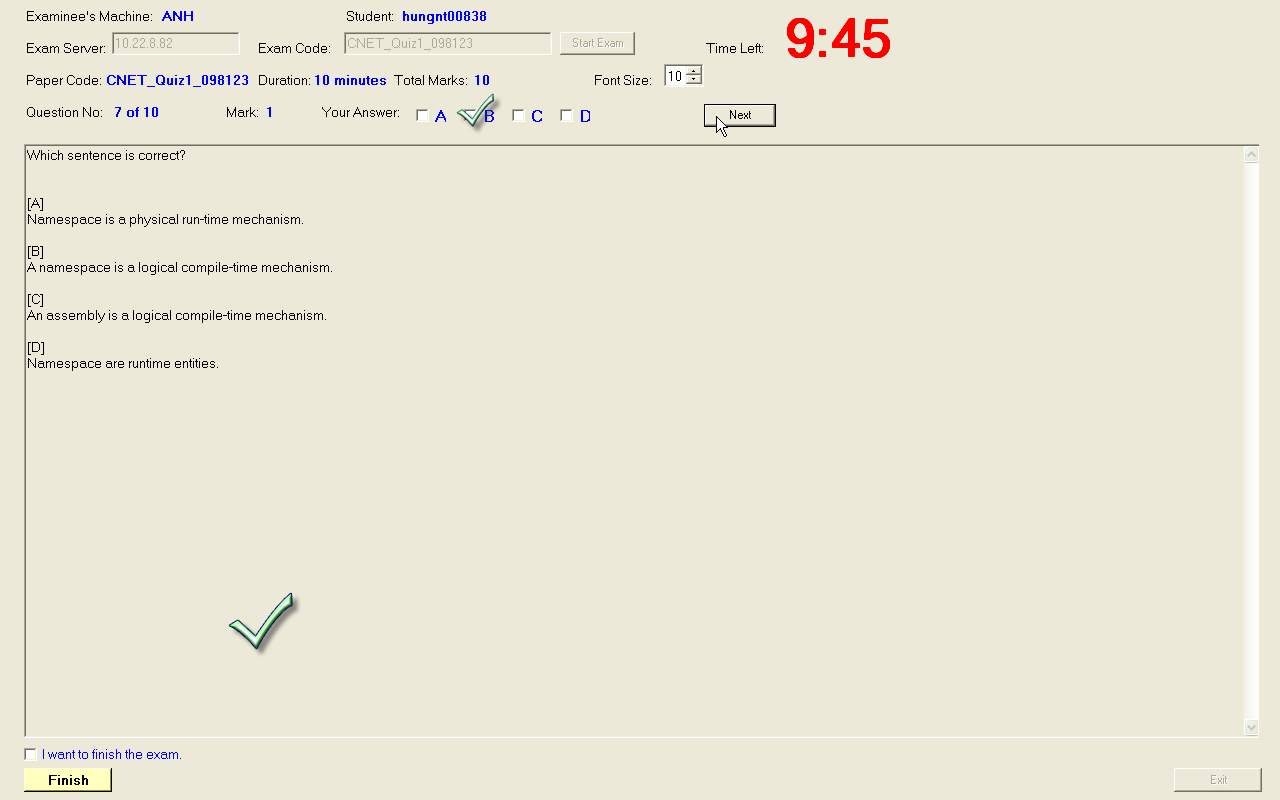 Examinee's Machine: ANH Student: hungnt00838
Exam Server: 10.22.8.82 Exam Code: CNET_Quiz1_098123 Start Exam Time Left: 9:45
Paper Code: CNET_Quiz1_098123 Duration: 10 minutes Total Marks: 10 Font Size: 10
Question No: 7 of 10 Mark: 1 Your Answer: A B C D Next
Which sentence is correct?
[A]
Namespace is a physical run-time mechanism.
[B]
A namespace is a logical compile-time mechanism.
[C]
An assembly is a logical compile-time mechanism.
[D]
Namespace are runtime entities.
I want to finish the exam.
Finish Exit